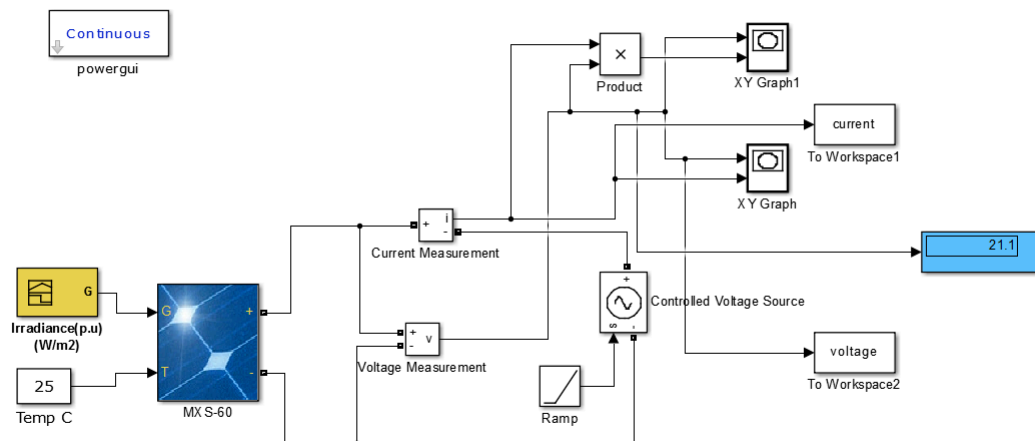 Continuous
powergui
×
Product
XY Graph1
current
To Workspace1
XY Graph
+ i
-
Current Measurement
21.1
G
Irradiance(p.u)
(W/m2)
G +
T -
MXS-60
25
Temp C
+
- v
Voltage Measurement
+
s -
Controlled Voltage Source
Ramp
voltage
To Workspace2